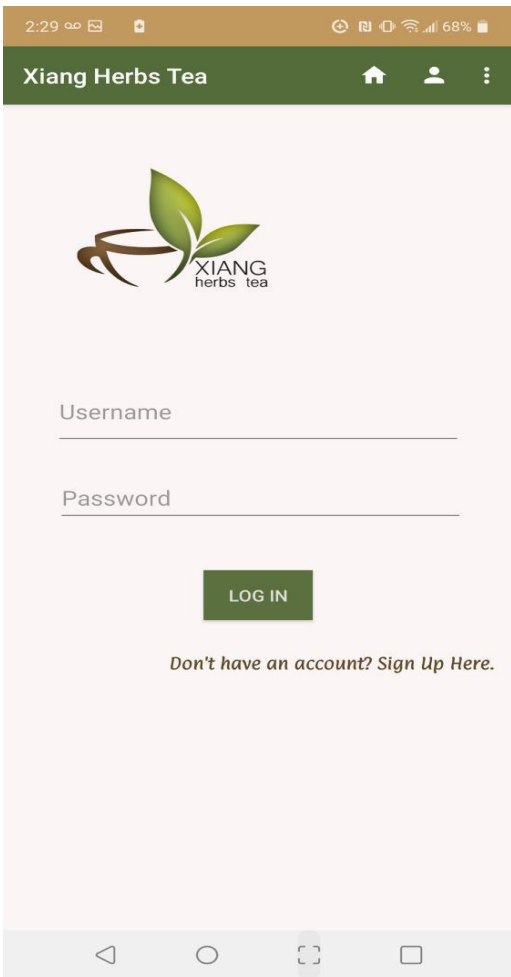 2:29
68%
Xiang Herbs Tea
XIANG
herbs tea
Username
Password
LOG IN
Don't have an account? Sign Up Here.